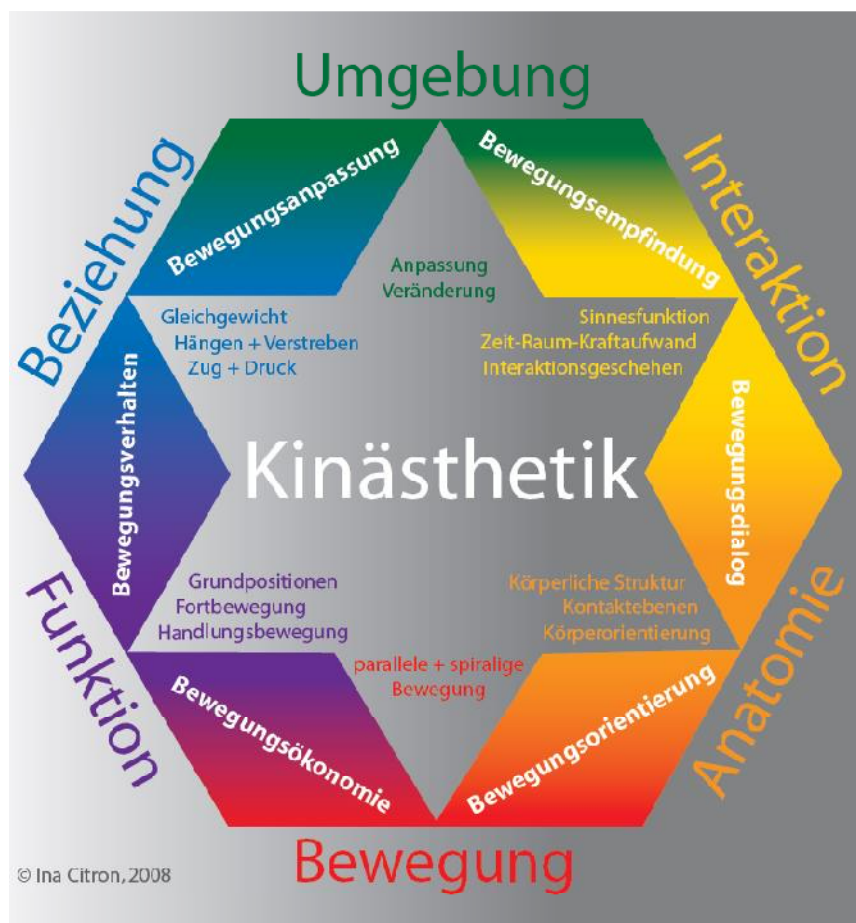 Umgebung
Beziehung
Interaktion
Bewegungsanpassung
Bewegungsempfindung
Anpassung
Veränderung
Gleichgewicht
Hängen + Verstreben
Zug + Druck
Sinnesfunktion
Zeit-Raum-Kraftaufwand
Interaktionsgeschehen
Bewegungsverhalten
Kinästhetik
Bewegungsdialog
Grundpositionen
Fortbewegung
Handlungsbewegung
Körperliche Struktur
Kontaktebenen
Körperorientierung
Funktion
Anatomie
parallele + spiralige
Bewegung
Bewegungsökonomie
Bewegungsorientierung
Bewegung
© Ina Citron, 2008